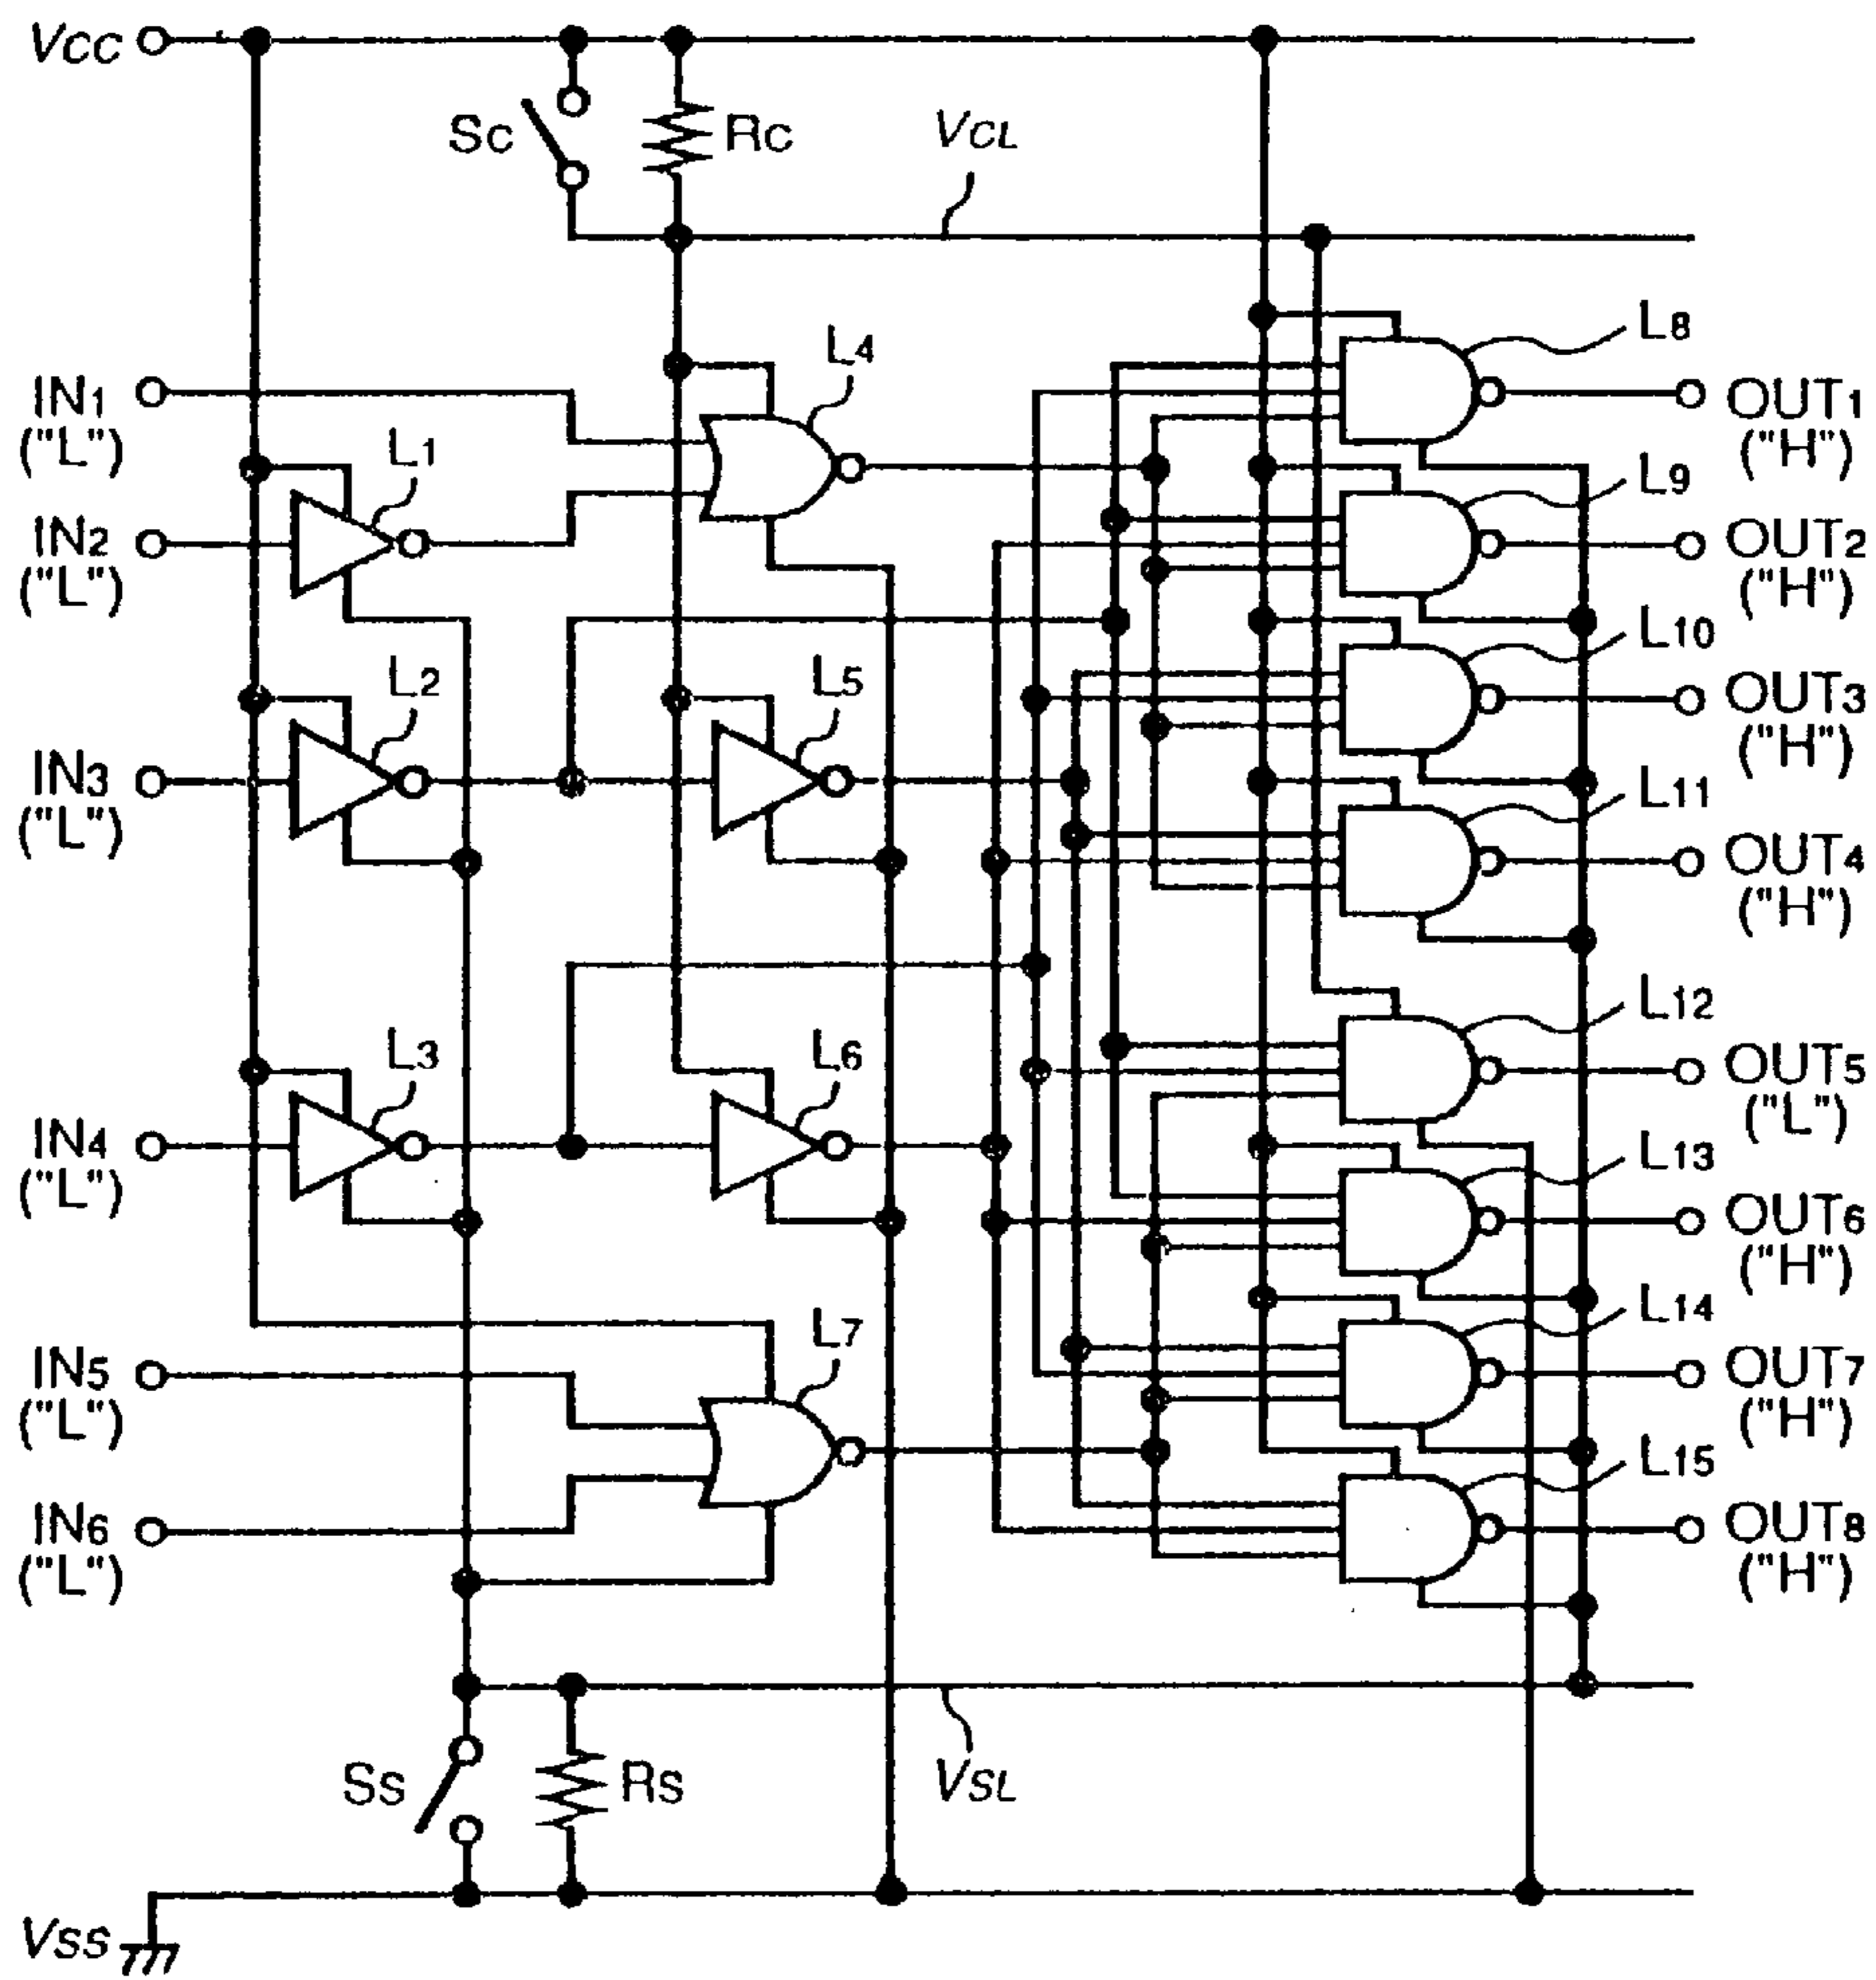 VCC
SC
RC
VCL
L8
L4
IN1
("L")
OUT1
("H")
L1
L9
IN2
("L")
OUT2
("H")
L10
L2
L5
OUT3
("H")
IN3
("L")
L11
OUT4
("H")
L12
L3
L6
OUT5
("L")
IN4
("L")
L13
OUT6
("H")
L14
L7
IN5
("L")
OUT7
("H")
L15
IN6
("L")
OUT8
("H")
SS
RS
VSL
VSS